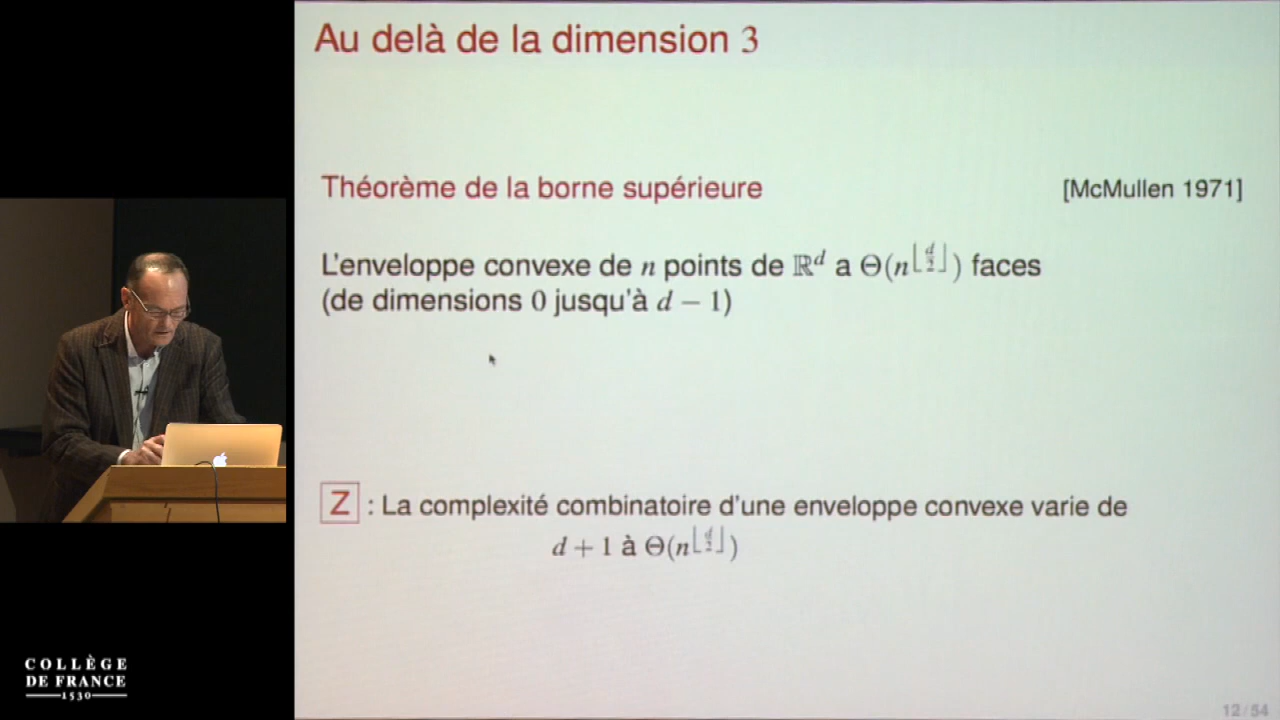 Au delà de la dimension 3
Théorème de la borne supérieure [McMullen 1971]
L'enveloppe convexe de n points de ℝ^d a Θ(n^⌊d/2⌋) faces
(de dimensions 0 jusqu'à d − 1)
Z : La complexité combinatoire d'une enveloppe convexe varie de
d + 1 à Θ(n^⌊d/2⌋)
COLLÈGE
DE FRANCE
1530
12/54